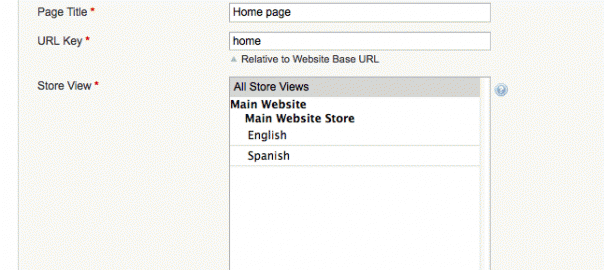 Page Title * Home page
URL Key * home
▲ Relative to Website Base URL
Store View * All Store Views
Main Website
Main Website Store
English
Spanish